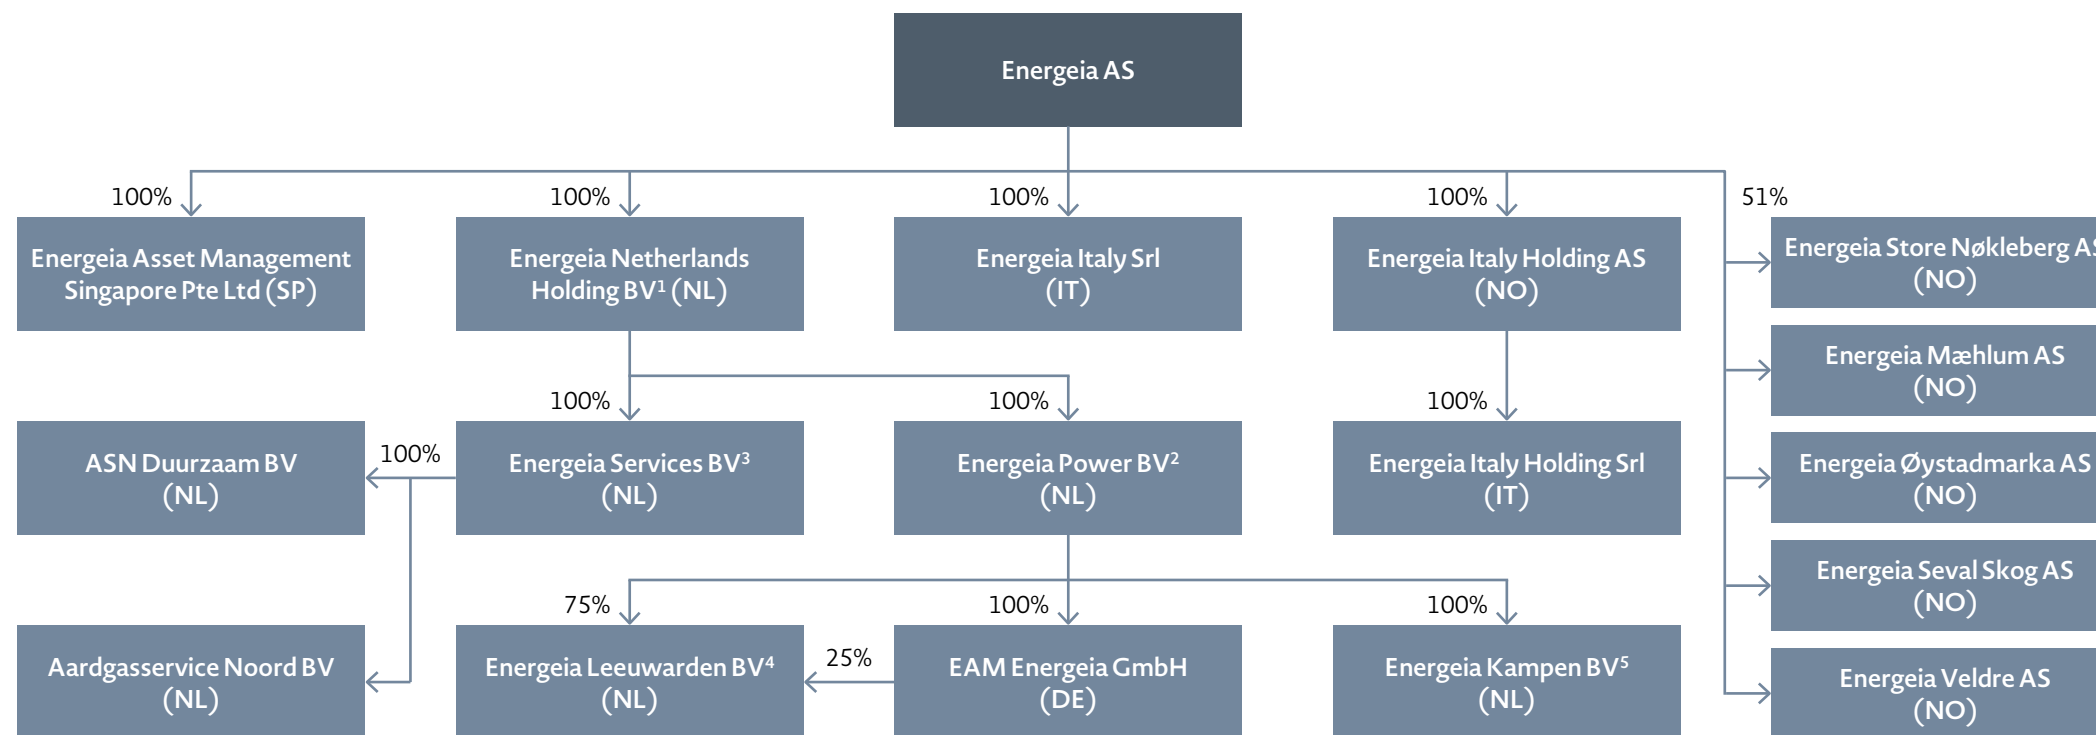 Energeia AS
100%
100%
100%
100%
51%
Energeia Asset Management
Singapore Pte Ltd (SP)
Energeia Netherlands
Holding BV¹ (NL)
Energeia Italy Srl
(IT)
Energeia Italy Holding AS
(NO)
Energeia Store Nøkleberg AS
(NO)
Energeia Mæhlum AS
(NO)
100%
100%
100%
ASN Duurzaam BV
(NL)
100%
Energeia Services BV³
(NL)
Energeia Power BV²
(NL)
Energeia Italy Holding Srl
(IT)
Energeia Øystadmarka AS
(NO)
Energeia Seval Skog AS
(NO)
75%
100%
100%
Aardgasservice Noord BV
(NL)
Energeia Leeuwarden BV⁴
(NL)
25%
EAM Energeia GmbH
(DE)
Energeia Kampen BV⁵
(NL)
Energeia Veldre AS
(NO)